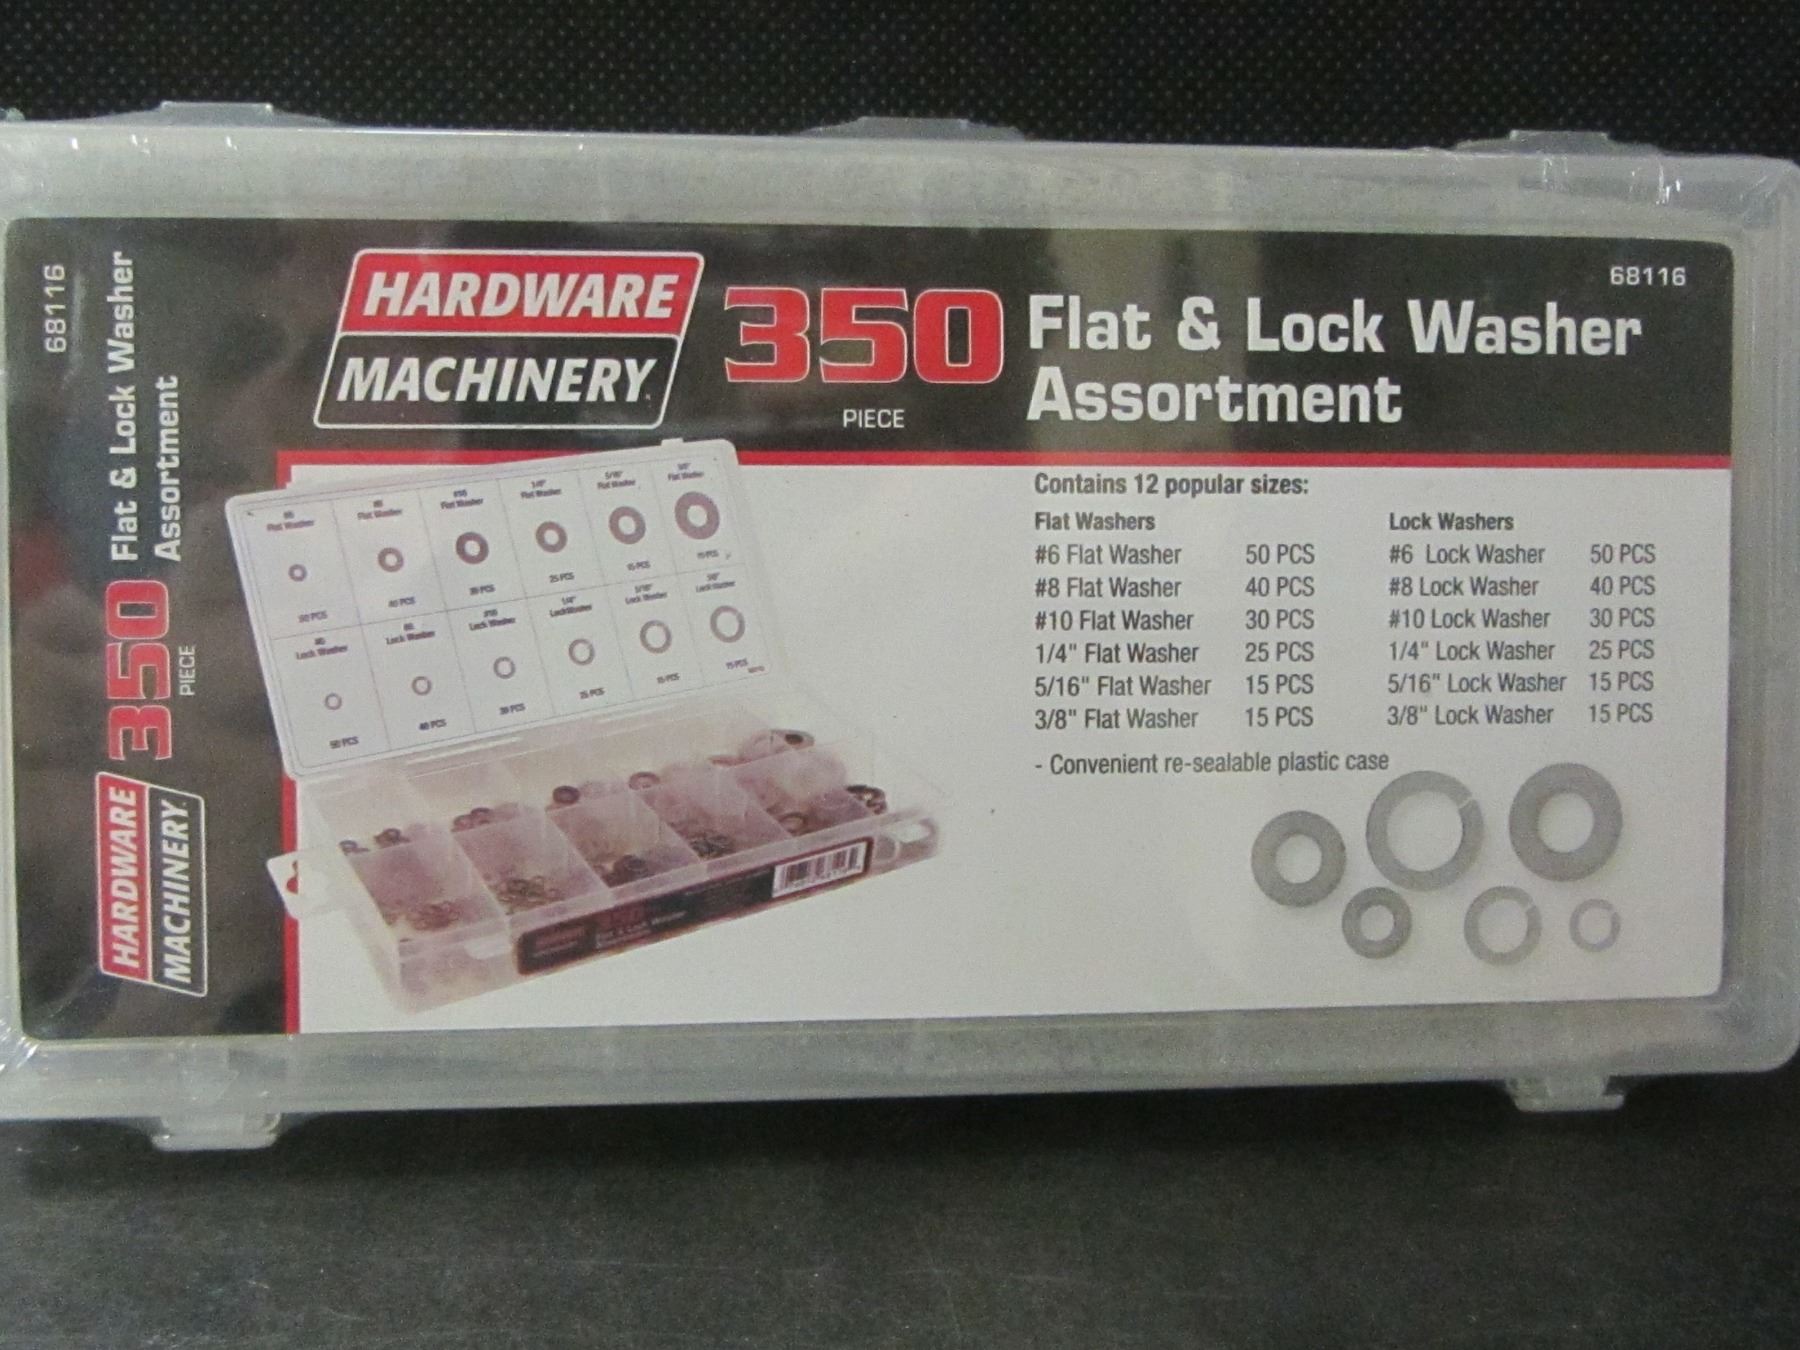 68116
Flat & Lock Washer
Assortment
350
PIECE
HARDWARE
MACHINERY
HARDWARE
MACHINERY
350
PIECE
Flat & Lock Washer
Assortment
68116
Contains 12 popular sizes:
Flat Washers
Lock Washers
#6 Flat Washer 50 PCS #6 Lock Washer 50 PCS
#8 Flat Washer 40 PCS #8 Lock Washer 40 PCS
#10 Flat Washer 30 PCS #10 Lock Washer 30 PCS
1/4" Flat Washer 25 PCS 1/4" Lock Washer 25 PCS
5/16" Flat Washer 15 PCS 5/16" Lock Washer 15 PCS
3/8" Flat Washer 15 PCS 3/8" Lock Washer 15 PCS
- Convenient re-sealable plastic case